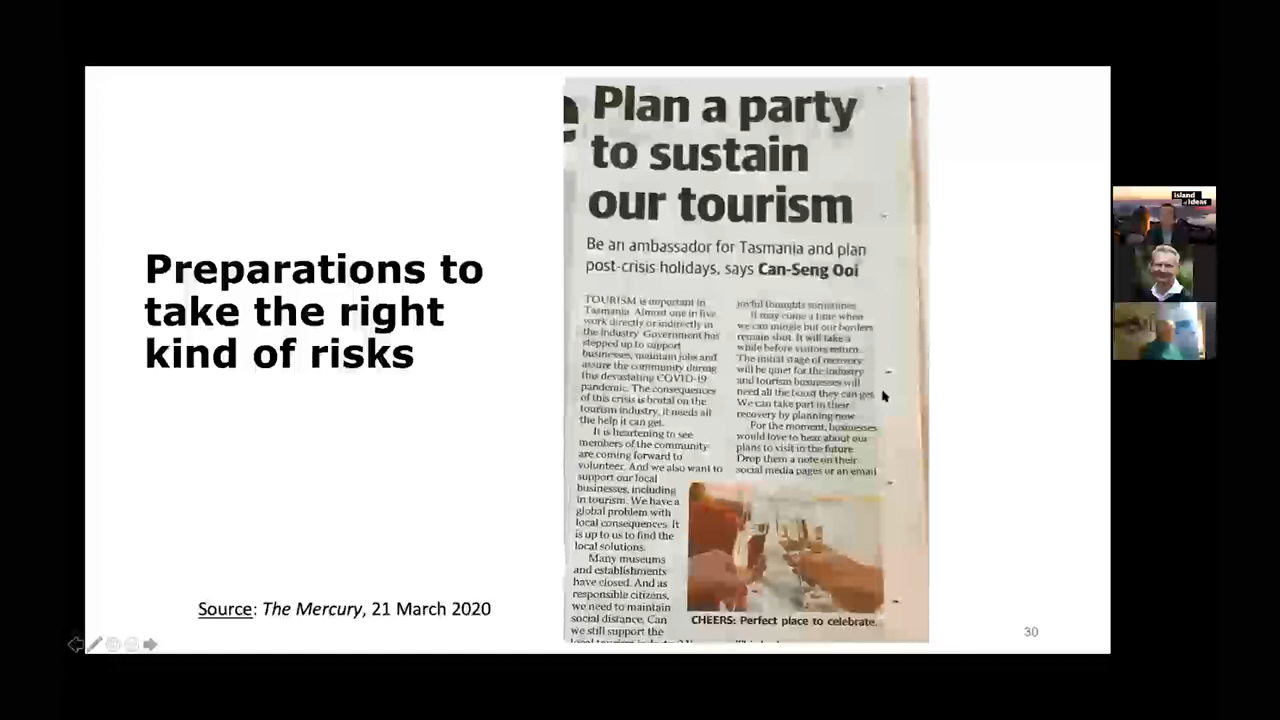 Preparations to
take the right
kind of risks
Source: The Mercury, 21 March 2020
e
Plan a party
to sustain
our tourism
Be an ambassador for Tasmania and plan
post-crisis holidays, says Can-Seng Ooi
TOURISM is important in
Tasmania. Almost one in five
work directly or indirectly in
the industry. Government has
stepped up to support
businesses, maintain jobs and
assure the community during
this devastating COVID-19
pandemic. The consequences
of this crisis is brutal on the
tourism industry, it needs all
the help it can get.
It is heartening to see
members of the community
are coming forward to
volunteer. And we also want to
support our local
businesses, including
in tourism. We have a
global problem with
local consequences. It
is up to us to find the
local solutions.
Many museums
and establishments
have closed. And as
responsible citizens,
we need to maintain
social distance. Can
we still support the
joyful thoughts sometimes.
It may come a time when
we can mingle but our borders
remain shut. It will take a
while before visitors return.
The initial stage of recovery
will be quiet for the industry
and tourism businesses will
need all the boost they can get.
We can take part in their
recovery by planning now.
For the moment, businesses
would love to hear about our
plans to visit in the future.
Drop them a note on their
social media pages or an email
CHEERS: Perfect place to celebrate.
30
island
of ideas